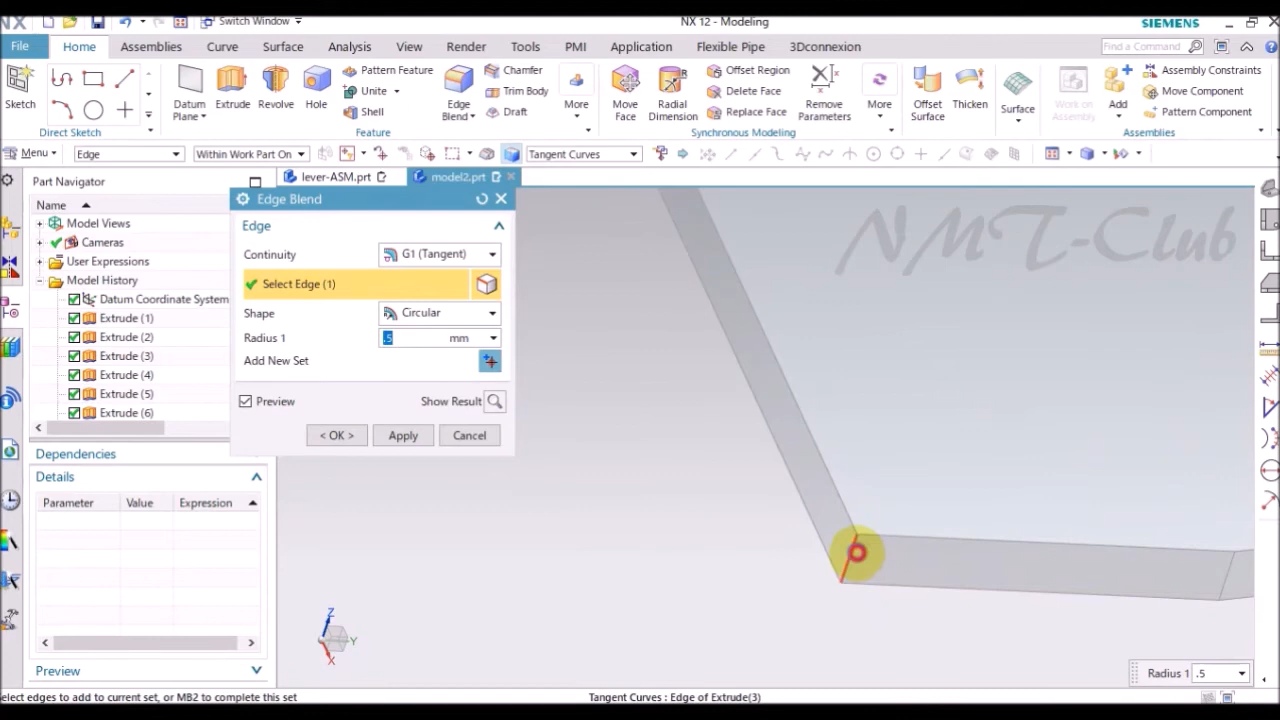 NX
Switch Window
NX 12 - Modeling
SIEMENS
File
Home
Assemblies
Curve
Surface
Analysis
View
Render
Tools
PMI
Application
Flexible Pipe
3Dconnexion
Find a Command
Sketch
Direct Sketch
Datum
Plane
Extrude
Revolve
Hole
Pattern Feature
Unite
Shell
Edge
Blend
Chamfer
Trim Body
Draft
More
Feature
Move
Face
Radial
Dimension
Offset Region
Delete Face
Replace Face
Remove
Parameters
More
Synchronous Modeling
Offset
Surface
Thicken
Surface
Work on
Assembly
Add
Assembly Constraints
Move Component
Pattern Component
Assemblies
Menu
Edge
Within Work Part On
Tangent Curves
Part Navigator
lever-ASM.prt
model2.prt
Name
Model Views
Cameras
User Expressions
Model History
Datum Coordinate System
Extrude (1)
Extrude (2)
Extrude (3)
Extrude (4)
Extrude (5)
Extrude (6)
Dependencies
Details
Parameter
Value
Expression
Preview
Edge Blend
Edge
Continuity
G1 (Tangent)
Select Edge (1)
Shape
Circular
Radius 1
.5
mm
Add New Set
Preview
Show Result
< OK >
Apply
Cancel
NMT-Club
Z
Y
X
Radius 1 .5
elect edges to add to current set, or MB2 to complete this set
Tangent Curves : Edge of Extrude(3)